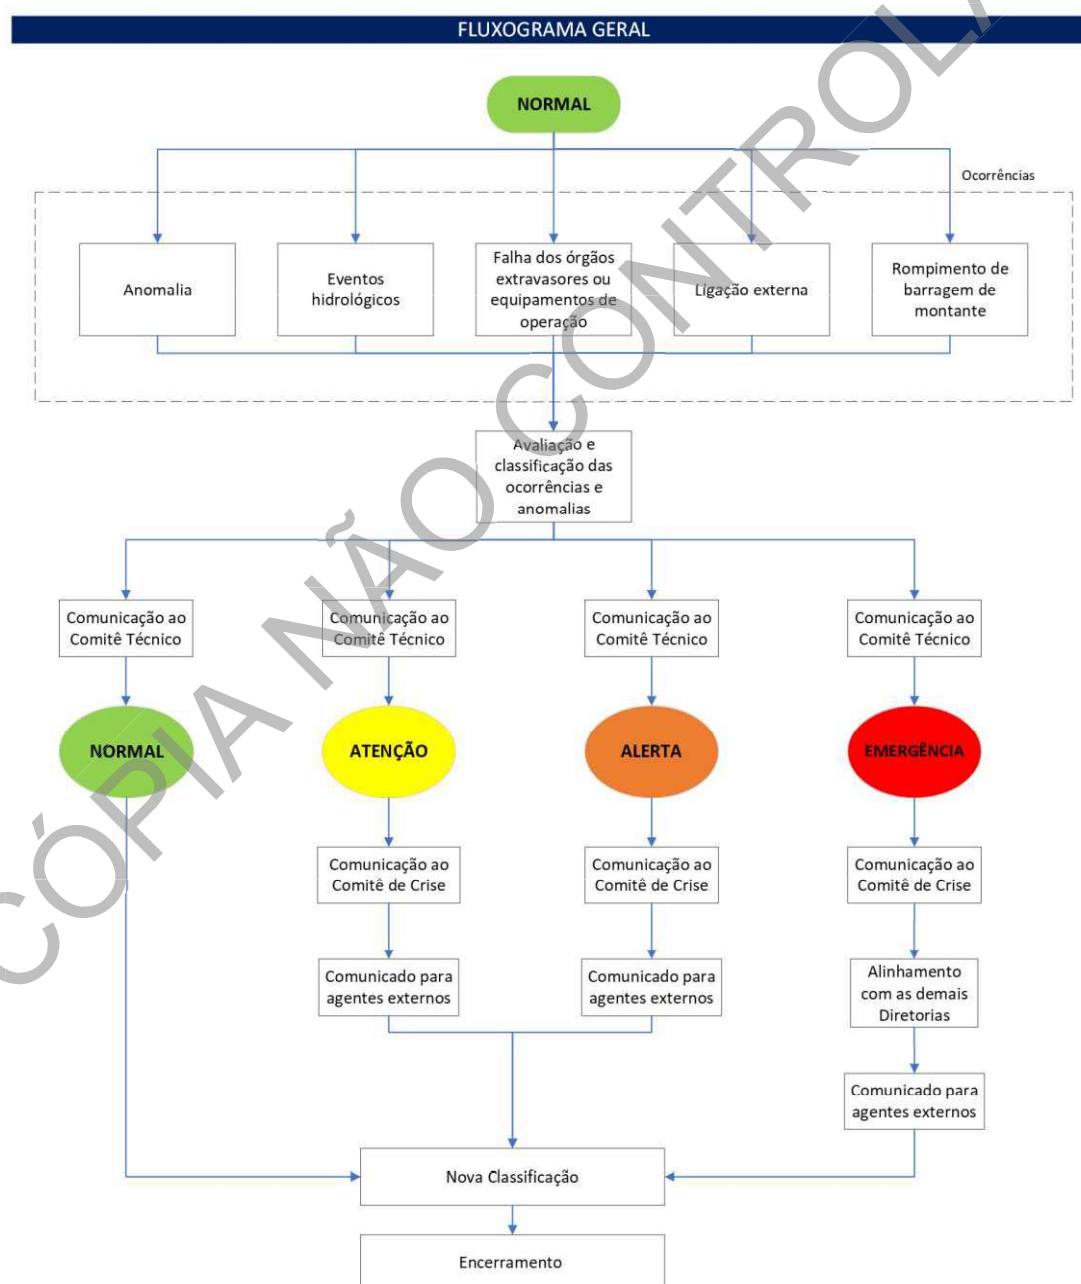 FLUXOGRAMA GERAL
NORMAL
Ocorrências
Anomalia
Eventos
hidrológicos
Falha dos órgãos
extravasores ou
equipamentos de
operação
Ligação externa
Rompimento de
barragem de
montante
Avaliação e
classificação das
ocorrências e
anomalias
Comunicação ao
Comitê Técnico
Comunicação ao
Comitê Técnico
Comunicação ao
Comitê Técnico
Comunicação ao
Comitê Técnico
NORMAL
ATENÇÃO
ALERTA
EMERGÊNCIA
Comunicação ao
Comitê de Crise
Comunicação ao
Comitê de Crise
Comunicação ao
Comitê de Crise
Comunicado para
agentes externos
Comunicado para
agentes externos
Alinhamento
com as demais
Diretorias
Comunicado para
agentes externos
Nova Classificação
Encerramento
CÓPIA NÃO CONTROLA